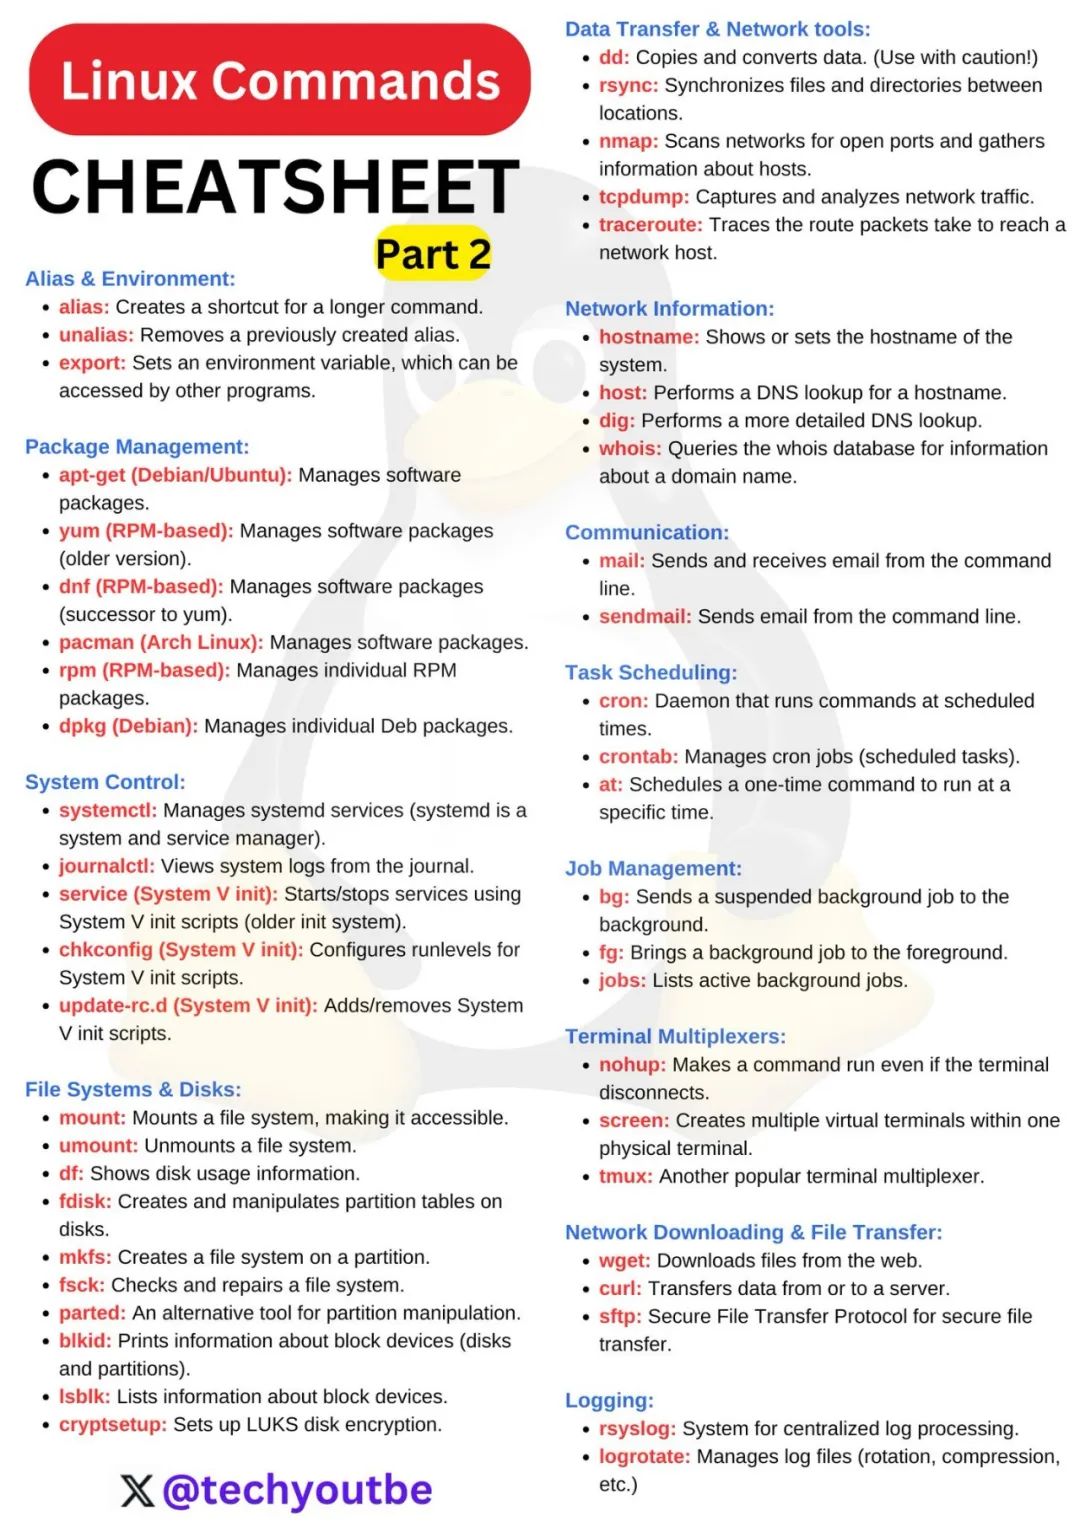 Linux Commands
CHEATSHEET
Part 2
Alias & Environment:
• alias: Creates a shortcut for a longer command.
• unalias: Removes a previously created alias.
• export: Sets an environment variable, which can be
accessed by other programs.
Package Management:
• apt-get (Debian/Ubuntu): Manages software
packages.
• yum (RPM-based): Manages software packages
(older version).
• dnf (RPM-based): Manages software packages
(successor to yum).
• pacman (Arch Linux): Manages software packages.
• rpm (RPM-based): Manages individual RPM
packages.
• dpkg (Debian): Manages individual Deb packages.
System Control:
• systemctl: Manages systemd services (systemd is a
system and service manager).
• journalctl: Views system logs from the journal.
• service (System V init): Starts/stops services using
System V init scripts (older init system).
• chkconfig (System V init): Configures runlevels for
System V init scripts.
• update-rc.d (System V init): Adds/removes System
V init scripts.
File Systems & Disks:
• mount: Mounts a file system, making it accessible.
• umount: Unmounts a file system.
• df: Shows disk usage information.
• fdisk: Creates and manipulates partition tables on
disks.
• mkfs: Creates a file system on a partition.
• fsck: Checks and repairs a file system.
• parted: An alternative tool for partition manipulation.
• blkid: Prints information about block devices (disks
and partitions).
• lsblk: Lists information about block devices.
• cryptsetup: Sets up LUKS disk encryption.
X @techyoutbe
Data Transfer & Network tools:
• dd: Copies and converts data. (Use with caution!)
• rsync: Synchronizes files and directories between
locations.
• nmap: Scans networks for open ports and gathers
information about hosts.
• tcpdump: Captures and analyzes network traffic.
• traceroute: Traces the route packets take to reach a
network host.
Network Information:
• hostname: Shows or sets the hostname of the
system.
• host: Performs a DNS lookup for a hostname.
• dig: Performs a more detailed DNS lookup.
• whois: Queries the whois database for information
about a domain name.
Communication:
• mail: Sends and receives email from the command
line.
• sendmail: Sends email from the command line.
Task Scheduling:
• cron: Daemon that runs commands at scheduled
times.
• crontab: Manages cron jobs (scheduled tasks).
• at: Schedules a one-time command to run at a
specific time.
Job Management:
• bg: Sends a suspended background job to the
background.
• fg: Brings a background job to the foreground.
• jobs: Lists active background jobs.
Terminal Multiplexers:
• nohup: Makes a command run even if the terminal
disconnects.
• screen: Creates multiple virtual terminals within one
physical terminal.
• tmux: Another popular terminal multiplexer.
Network Downloading & File Transfer:
• wget: Downloads files from the web.
• curl: Transfers data from or to a server.
• sftp: Secure File Transfer Protocol for secure file
transfer.
Logging:
• rsyslog: System for centralized log processing.
• logrotate: Manages log files (rotation, compression,
etc.)